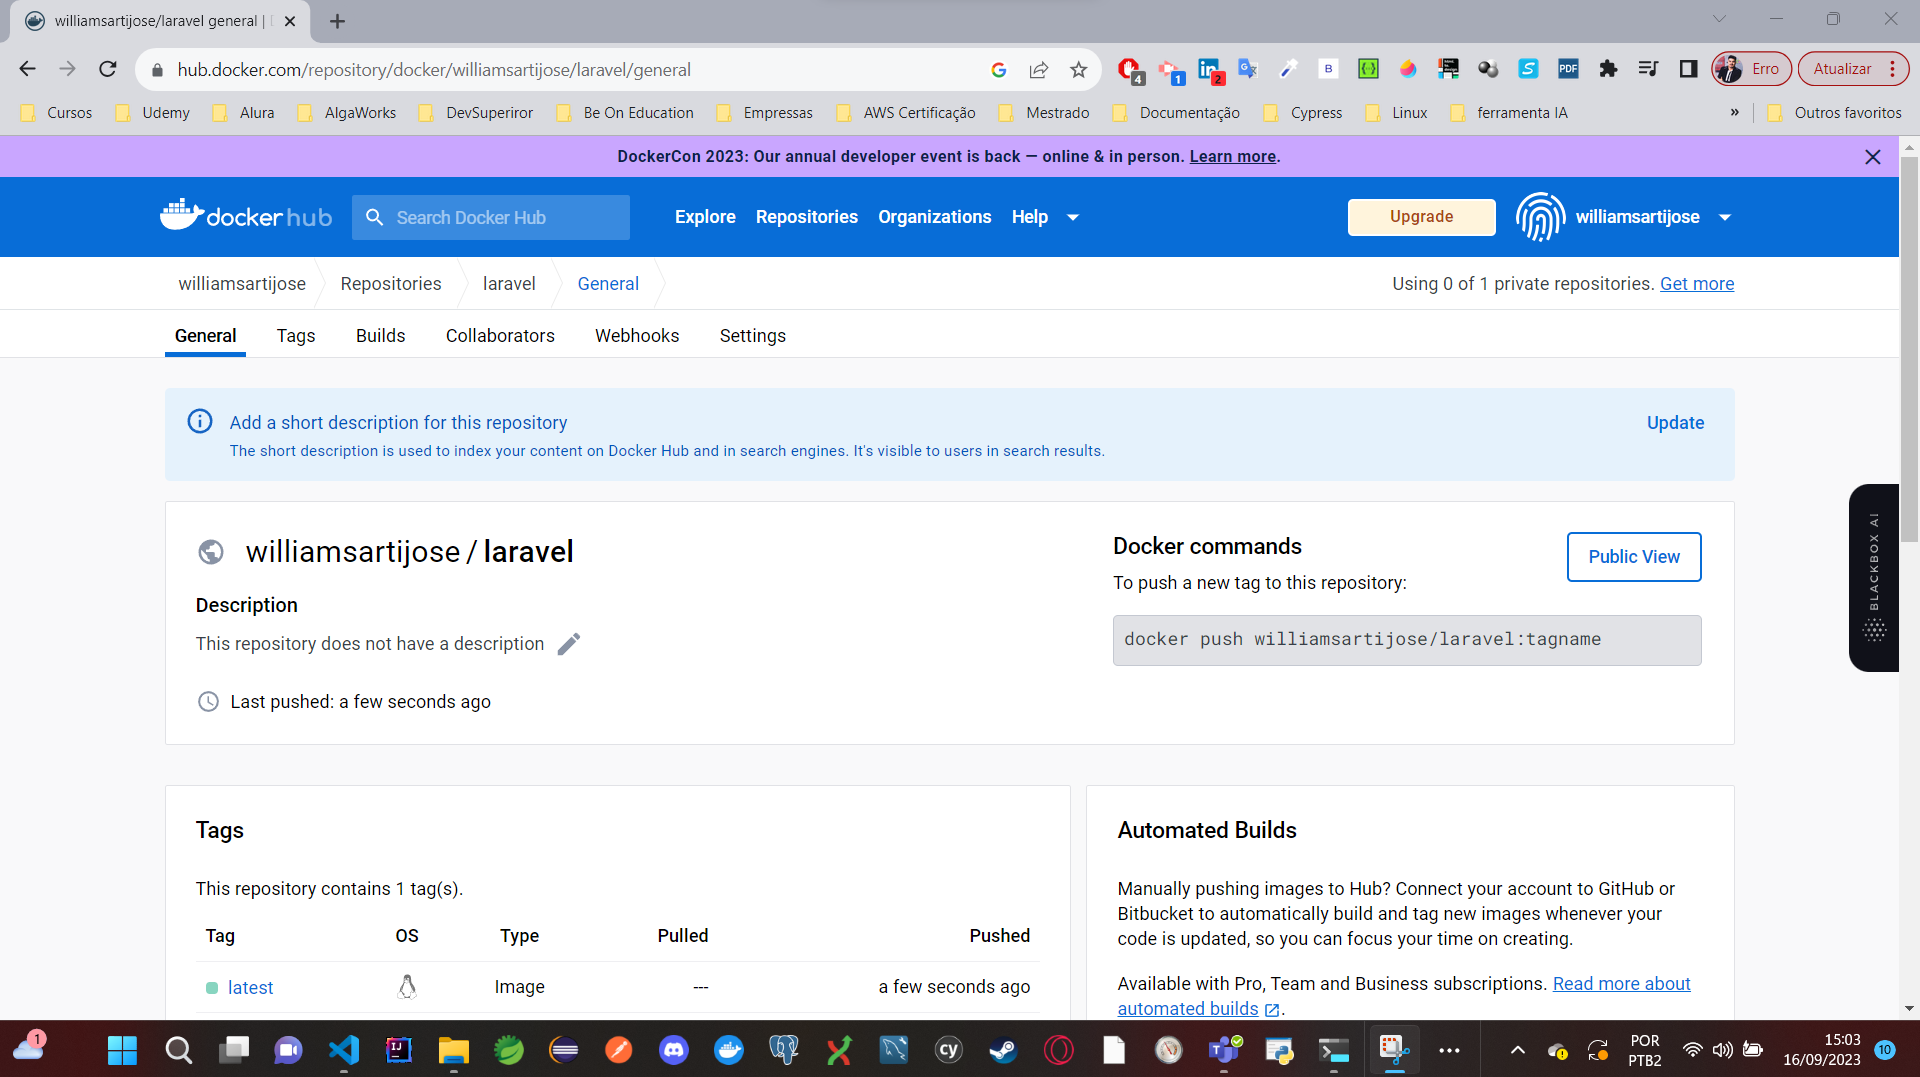 williamsartijose/laravel general |
hub.docker.com/repository/docker/williamsartijose/laravel/general
4
1
2
B
PDF
Erro
Atualizar
Cursos
Udemy
Alura
AlgaWorks
DevSuperiror
Be On Education
Empressas
AWS Certificação
Mestrado
Documentação
Cypress
Linux
ferramenta IA
»
Outros favoritos
DockerCon 2023: Our annual developer event is back — online & in person. Learn more.
docker hub
Search Docker Hub
Explore
Repositories
Organizations
Help
Upgrade
williamsartijose
williamsartijose
Repositories
laravel
General
Using 0 of 1 private repositories. Get more
General
Tags
Builds
Collaborators
Webhooks
Settings
Add a short description for this repository
Update
The short description is used to index your content on Docker Hub and in search engines. It's visible to users in search results.
BLACKBOX AI
williamsartijose / laravel
Description
This repository does not have a description
Last pushed: a few seconds ago
Docker commands
Public View
To push a new tag to this repository:
docker push williamsartijose/laravel:tagname
Tags
This repository contains 1 tag(s).
Tag OS Type Pulled Pushed
latest Image --- a few seconds ago
Automated Builds
Manually pushing images to Hub? Connect your account to GitHub or
Bitbucket to automatically build and tag new images whenever your
code is updated, so you can focus your time on creating.
Available with Pro, Team and Business subscriptions. Read more about
automated builds.
1
IJ
cy
POR
PTB2
15:03
16/09/2023
10